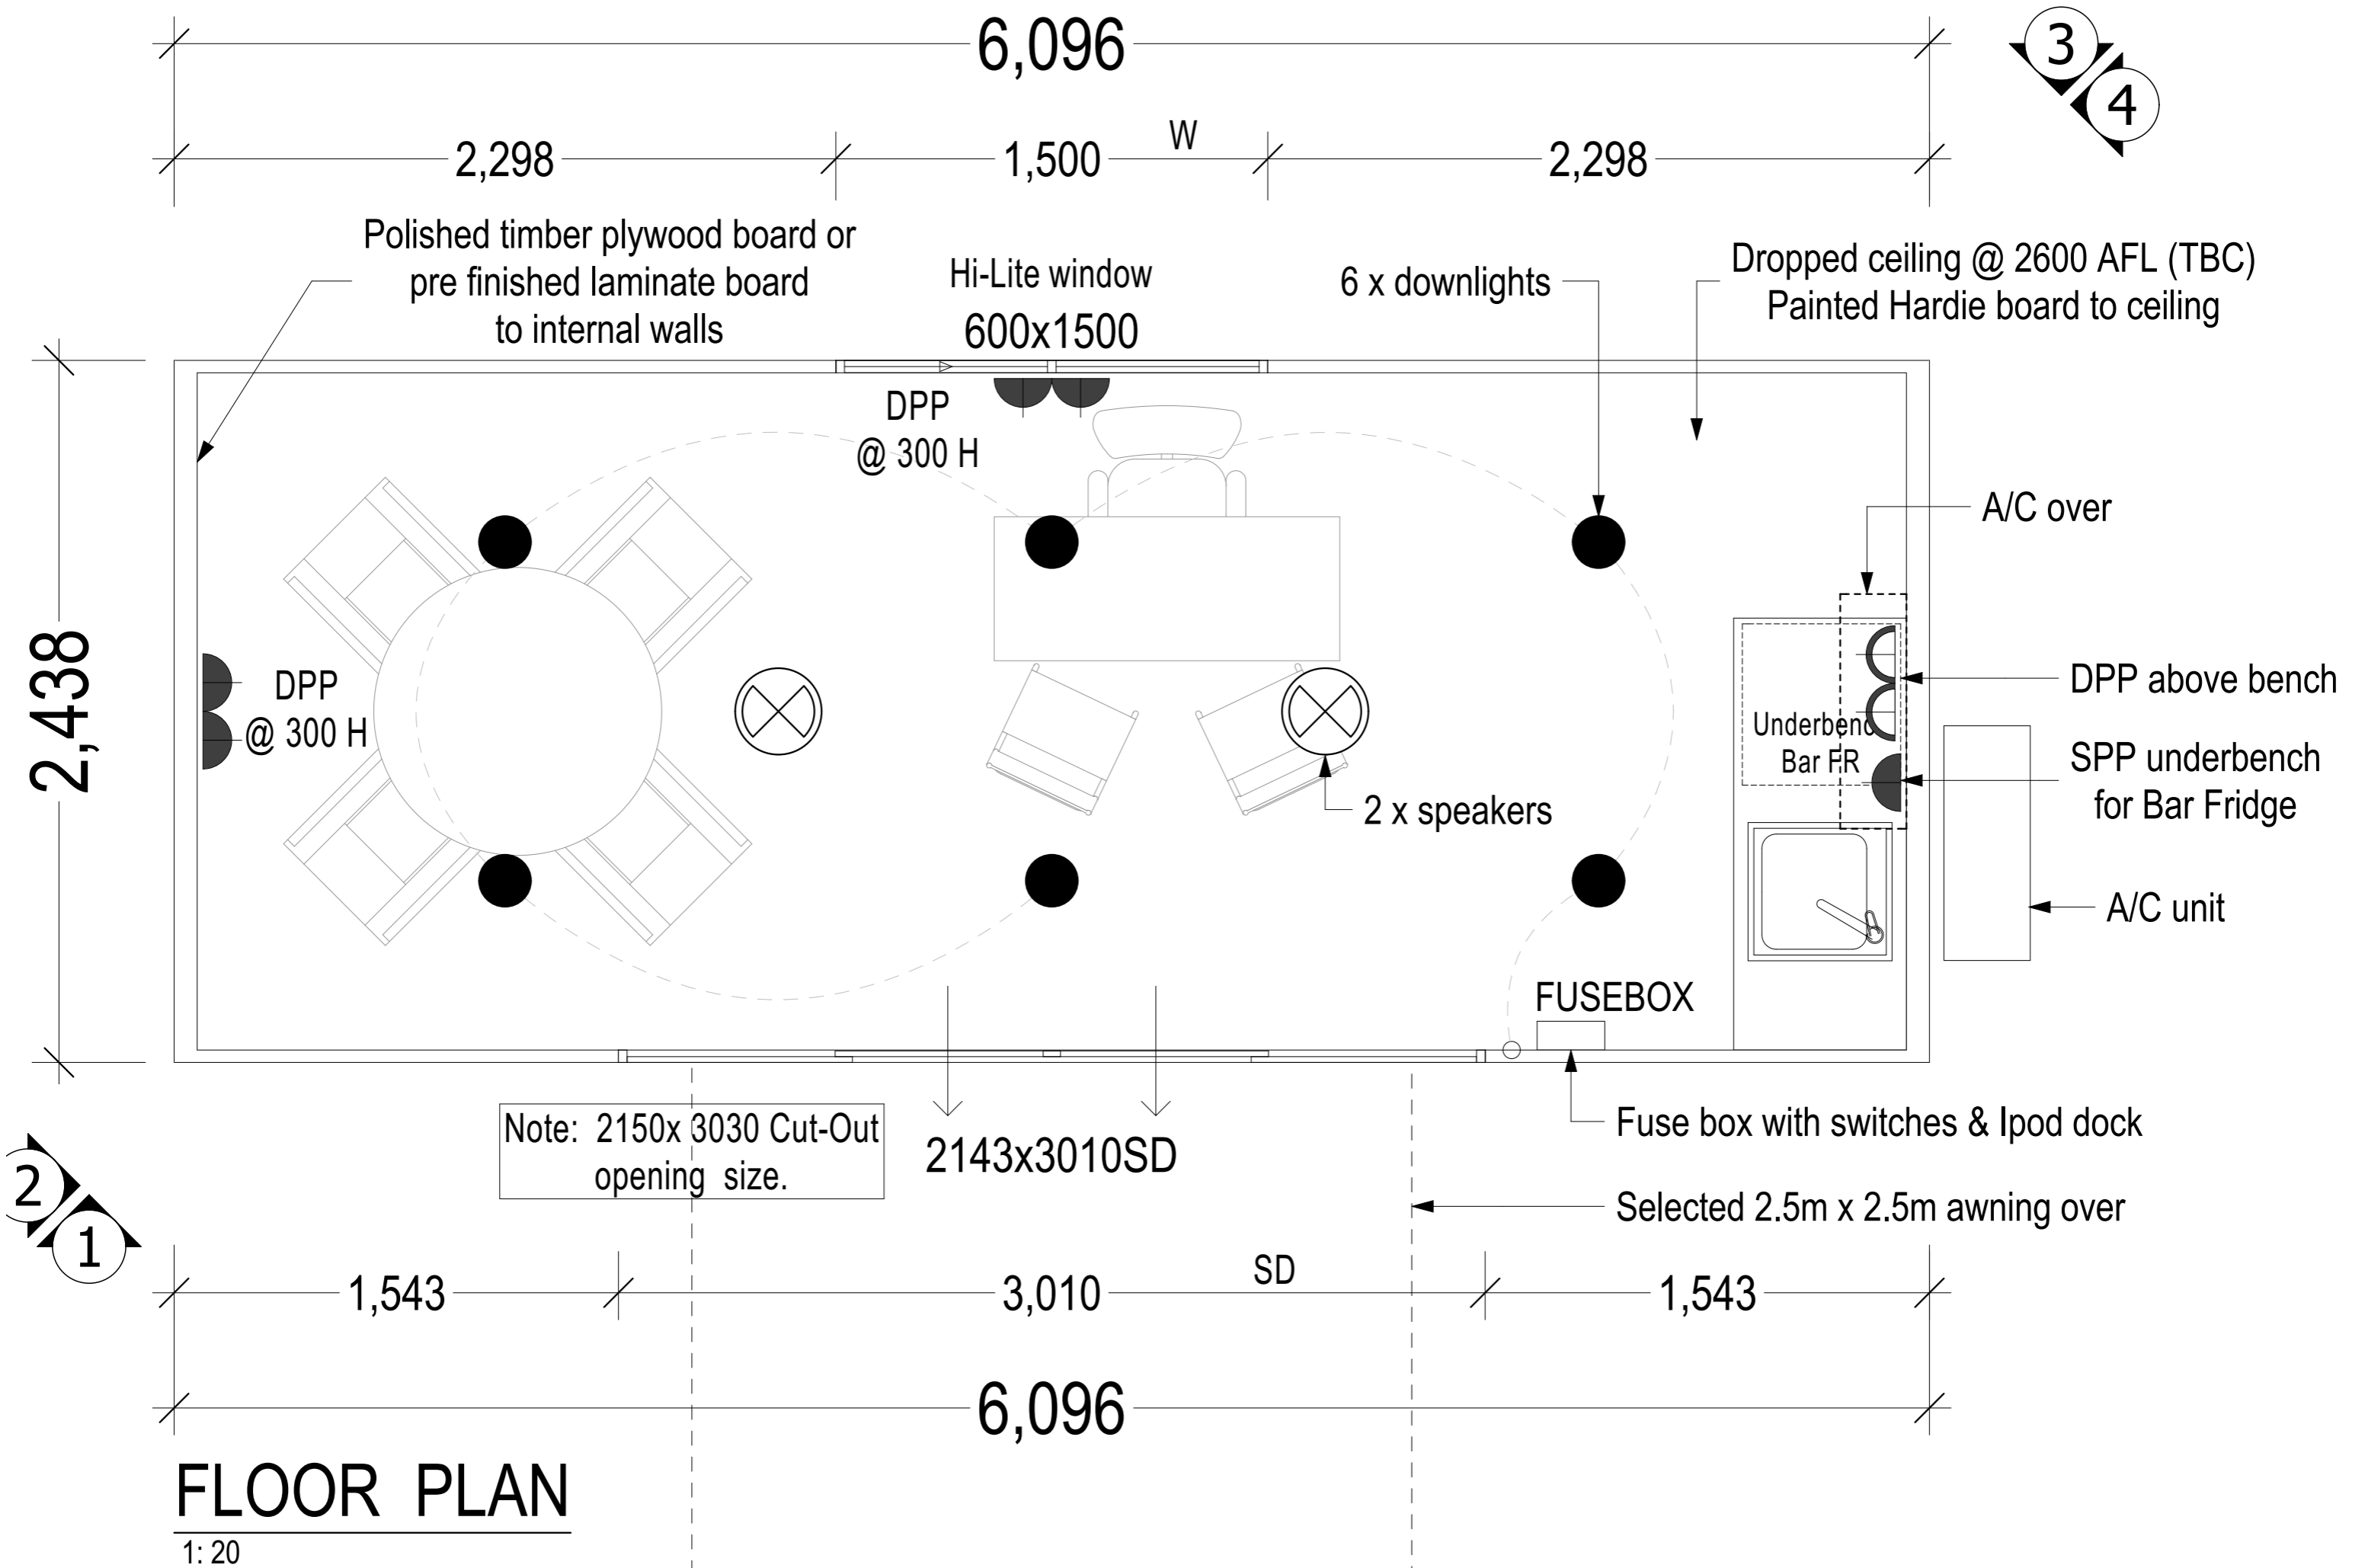 6,096
3
4
2,298
1,500
W
2,298
Polished timber plywood board or
pre finished laminate board
to internal walls
Hi-Lite window
600x1500
6 x downlights
Dropped ceiling @ 2600 AFL (TBC)
Painted Hardie board to ceiling
DPP
@ 300 H
A/C over
2,438
DPP
@ 300 H
DPP above bench
Underbenc
Bar FR
SPP underbench
for Bar Fridge
2 x speakers
A/C unit
FUSEBOX
Note: 2150x 3030 Cut-Out
opening size.
2143x3010SD
Fuse box with switches & Ipod dock
2
1
Selected 2.5m x 2.5m awning over
1,543
3,010
SD
1,543
6,096
FLOOR PLAN
1: 20